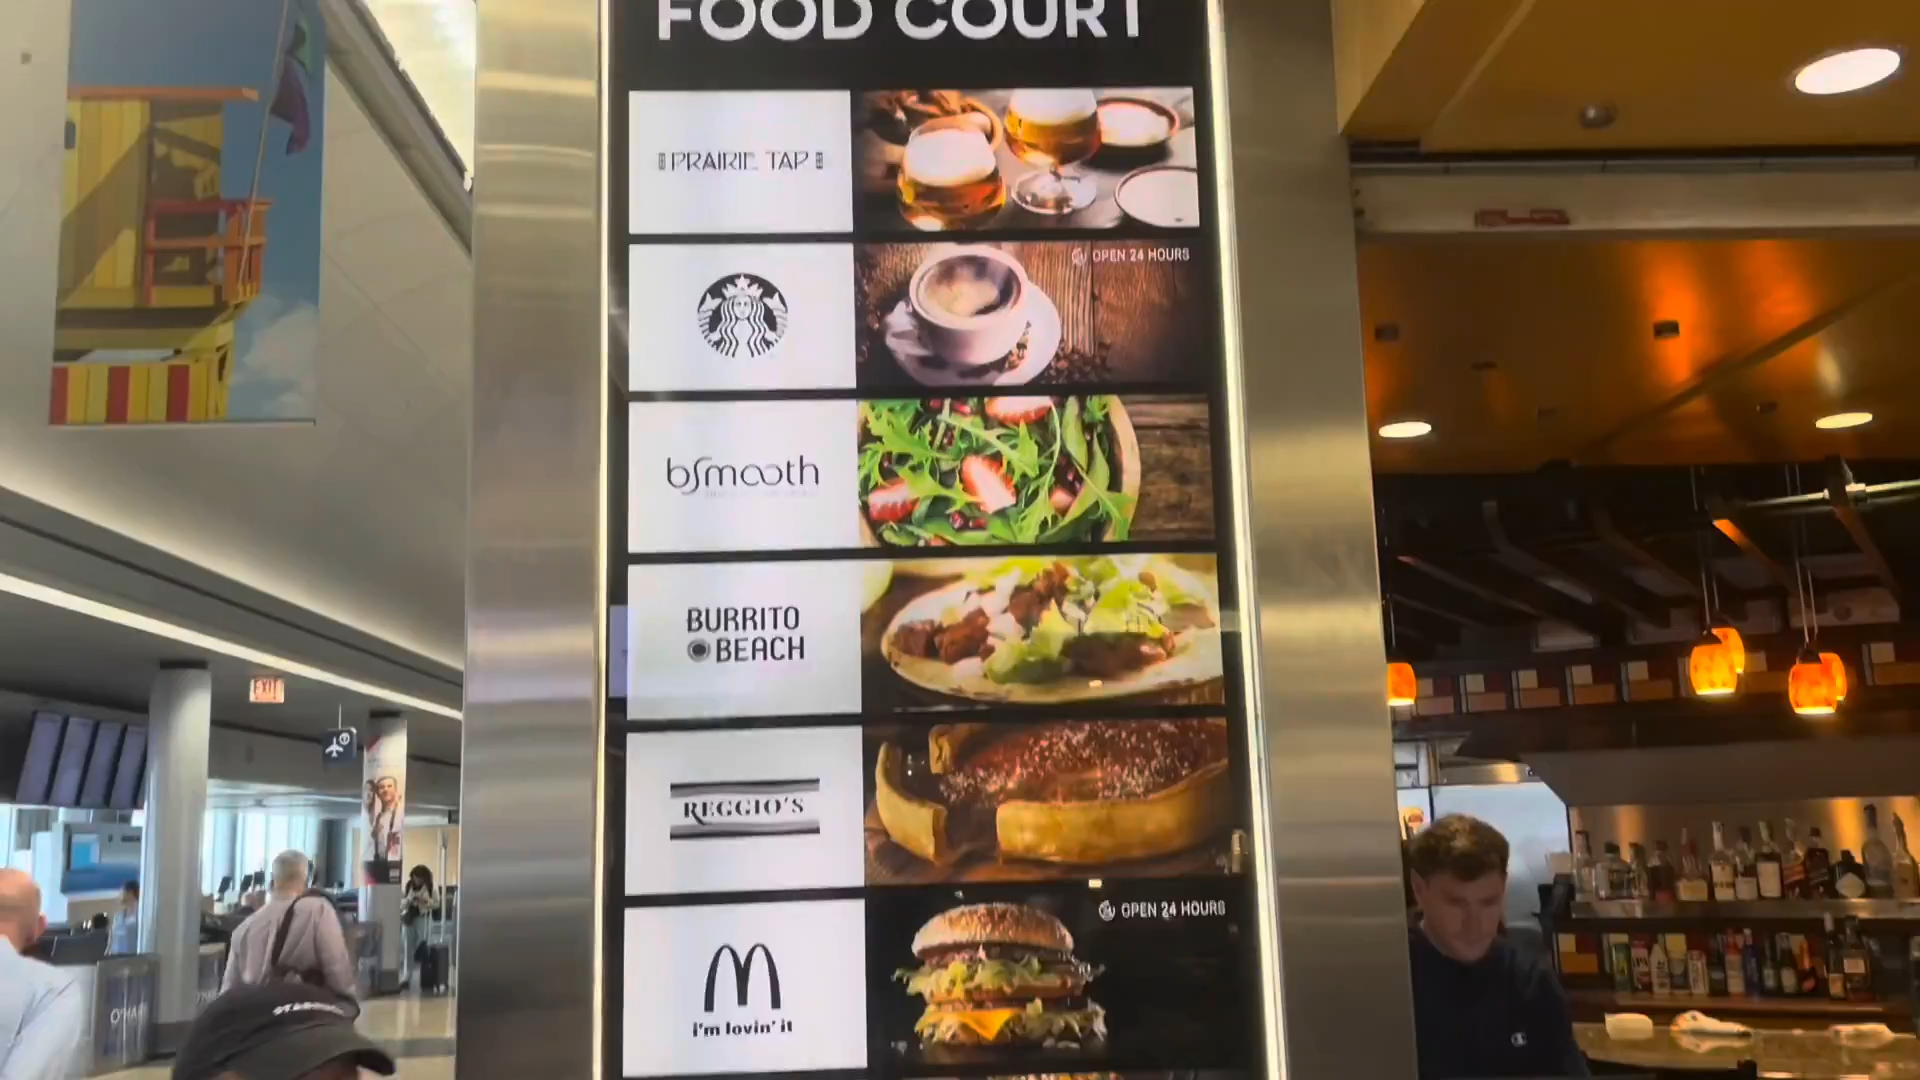 FOOD COURT
PRAIRIE TAP
OPEN 24 HOURS
bsmooth
BURRITO
BEACH
REGGIO'S
OPEN 24 HOURS
i'm lovin' it
EXIT